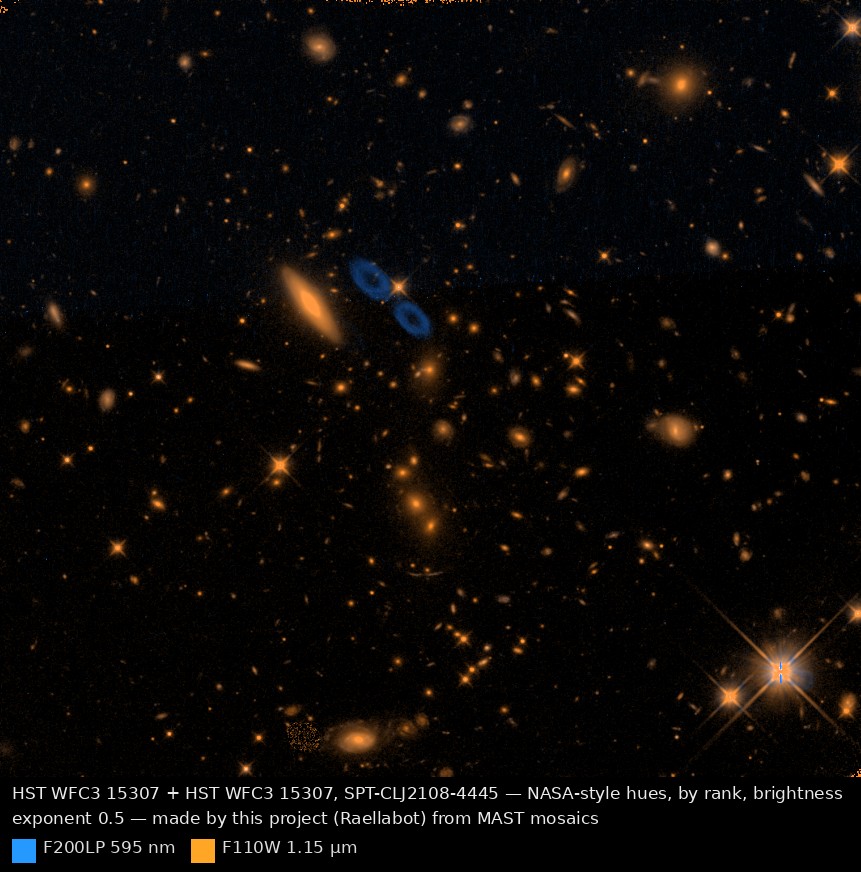 HST WFC3 15307 + HST WFC3 15307, SPT-CLJ2108-4445 — NASA-style hues, by rank, brightness
exponent 0.5 — made by this project (Raellabot) from MAST mosaics
F200LP 595 nm F110W 1.15 µm